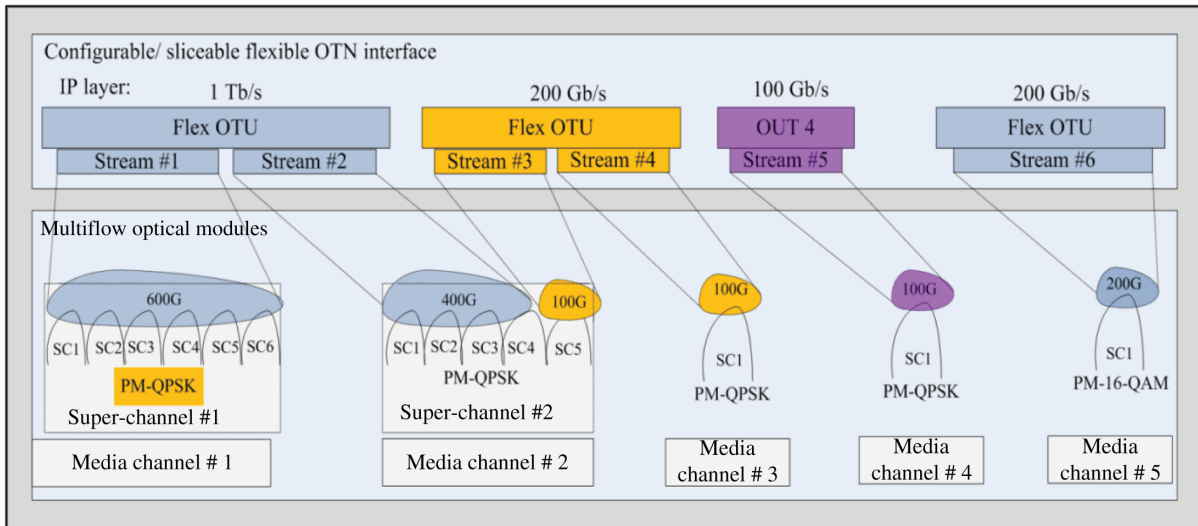 Configurable/ sliceable flexible OTN interface
IP layer:
1 Tb/s
200 Gb/s
100 Gb/s
200 Gb/s
Flex OTU
Flex OTU
OUT 4
Flex OTU
Stream #1
Stream #2
Stream #3
Stream #4
Stream #5
Stream #6
Multiflow optical modules
600G
400G
100G
100G
100G
200G
SC1
SC2
SC3
SC4
SC5
SC6
SC1
SC2
SC3
SC4
SC5
SC1
SC1
SC1
PM-QPSK
PM-QPSK
PM-QPSK
PM-QPSK
PM-16-QAM
Super-channel #1
Super-channel #2
Media channel # 1
Media channel # 2
Media
channel # 3
Media
channel # 4
Media
channel # 5